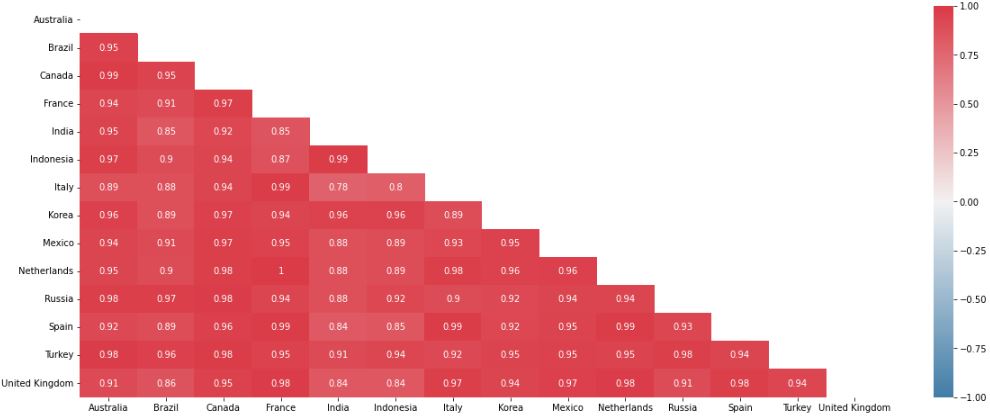 Australia
Brazil 0.95
Canada 0.99 0.95
France 0.94 0.91 0.97
India 0.95 0.85 0.92 0.85
Indonesia 0.97 0.9 0.94 0.87 0.99
Italy 0.89 0.88 0.94 0.99 0.78 0.8
Korea 0.96 0.89 0.97 0.94 0.96 0.96 0.89
Mexico 0.94 0.91 0.97 0.95 0.88 0.89 0.93 0.95
Netherlands 0.95 0.9 0.98 1 0.88 0.89 0.98 0.96 0.96
Russia 0.98 0.97 0.98 0.94 0.88 0.92 0.9 0.92 0.94 0.94
Spain 0.92 0.89 0.96 0.99 0.84 0.85 0.99 0.92 0.95 0.99 0.93
Turkey 0.98 0.96 0.98 0.95 0.91 0.94 0.92 0.95 0.95 0.95 0.98 0.94
United Kingdom 0.91 0.86 0.95 0.98 0.84 0.84 0.97 0.94 0.97 0.98 0.91 0.98 0.94
Australia Brazil Canada France India Indonesia Italy Korea Mexico Netherlands Russia Spain Turkey United Kingdom
1.00
0.75
0.50
0.25
0.00
−0.25
−0.50
−0.75
−1.00